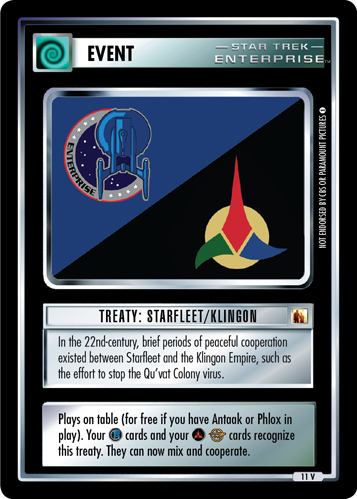 EVENT
STAR TREK
ENTERPRISE™
ENTERPRISE
NOT ENDORSED BY CBS OR PARAMOUNT PICTURES
TREATY: STARFLEET/KLINGON
In the 22nd-century, brief periods of peaceful cooperation
existed between Starfleet and the Klingon Empire, such as
the effort to stop the Qu'vat Colony virus.
Plays on table (for free if you have Antaak or Phlox in
play). Your cards and your cards recognize
this treaty. They can now mix and cooperate.
11 V